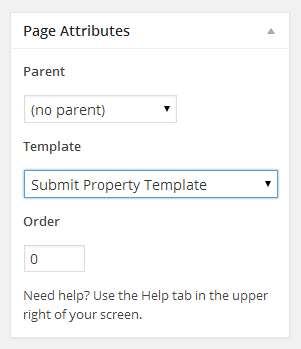 Page Attributes
Parent
(no parent)
Template
Submit Property Template
Order
0
Need help? Use the Help tab in the upper
right of your screen.